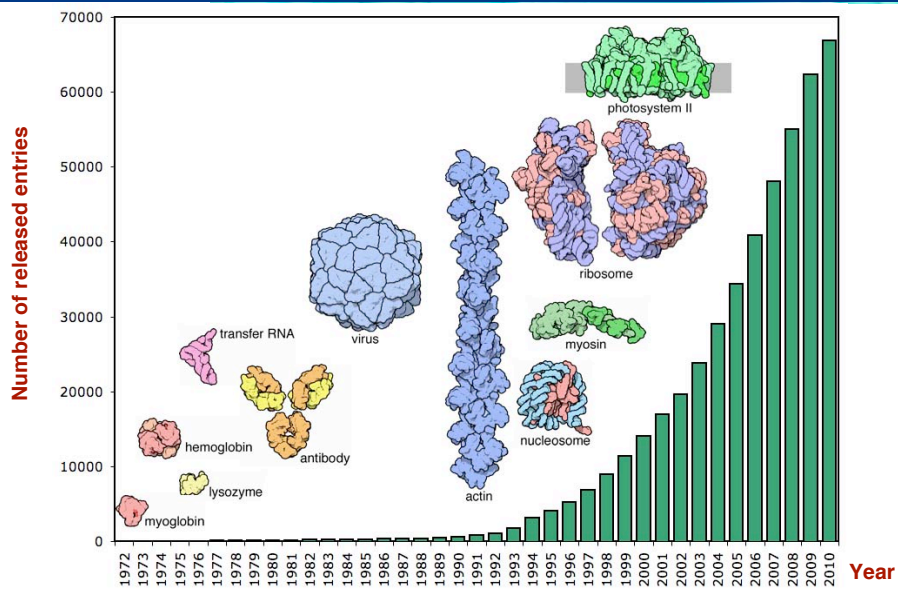 Number of released entries
70000
60000
50000
40000
30000
20000
10000
0
photosystem II
ribosome
virus
transfer RNA
myosin
hemoglobin
antibody
nucleosome
lysozyme
actin
myoglobin
1972 1973 1974 1975 1976 1977 1978 1979 1980 1981 1982 1983 1984 1985 1986 1987 1988 1989 1990 1991 1992 1993 1994 1995 1996 1997 1998 1999 2000 2001 2002 2003 2004 2005 2006 2007 2008 2009 2010
Year